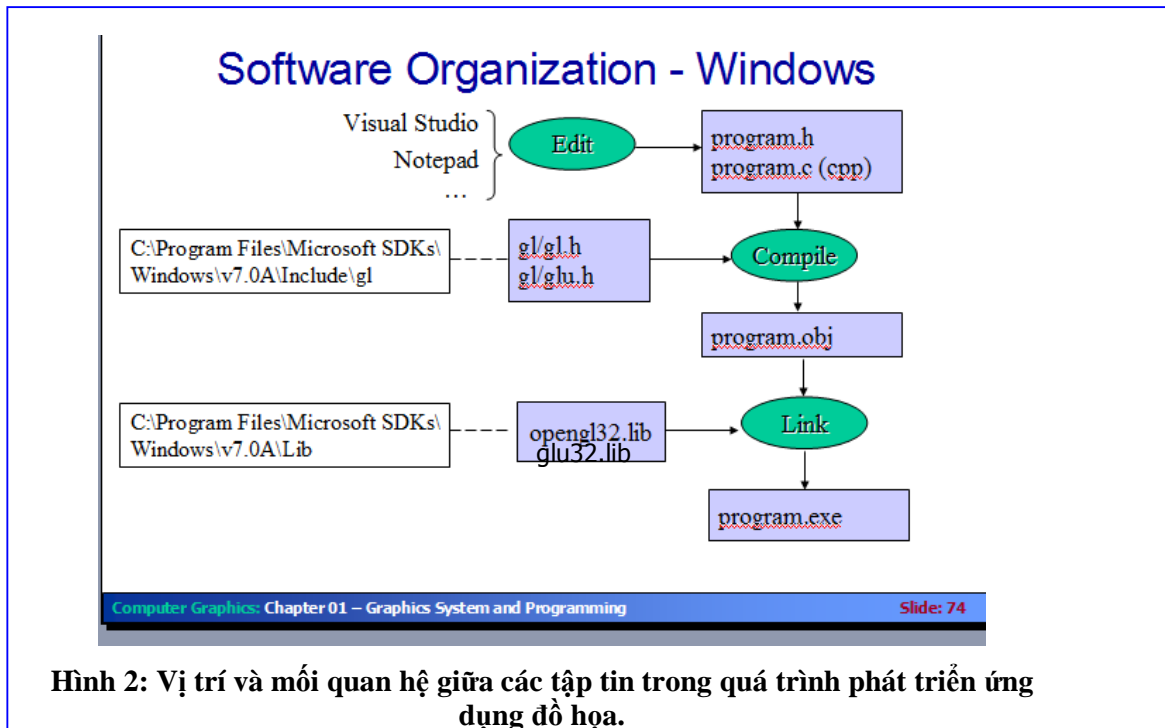 Software Organization - Windows
Visual Studio
Notepad
...
Edit
program.h
program.c (cpp)
C:\Program Files\Microsoft SDKs\
Windows\v7.0A\Include\gl
gl/gl.h
gl/glu.h
Compile
program.obj
C:\Program Files\Microsoft SDKs\
Windows\v7.0A\Lib
opengl32.lib
glu32.lib
Link
program.exe
Computer Graphics: Chapter 01 – Graphics System and Programming
Slide: 74
Hình 2: Vị trí và mối quan hệ giữa các tập tin trong quá trình phát triển ứng
dụng đồ họa.